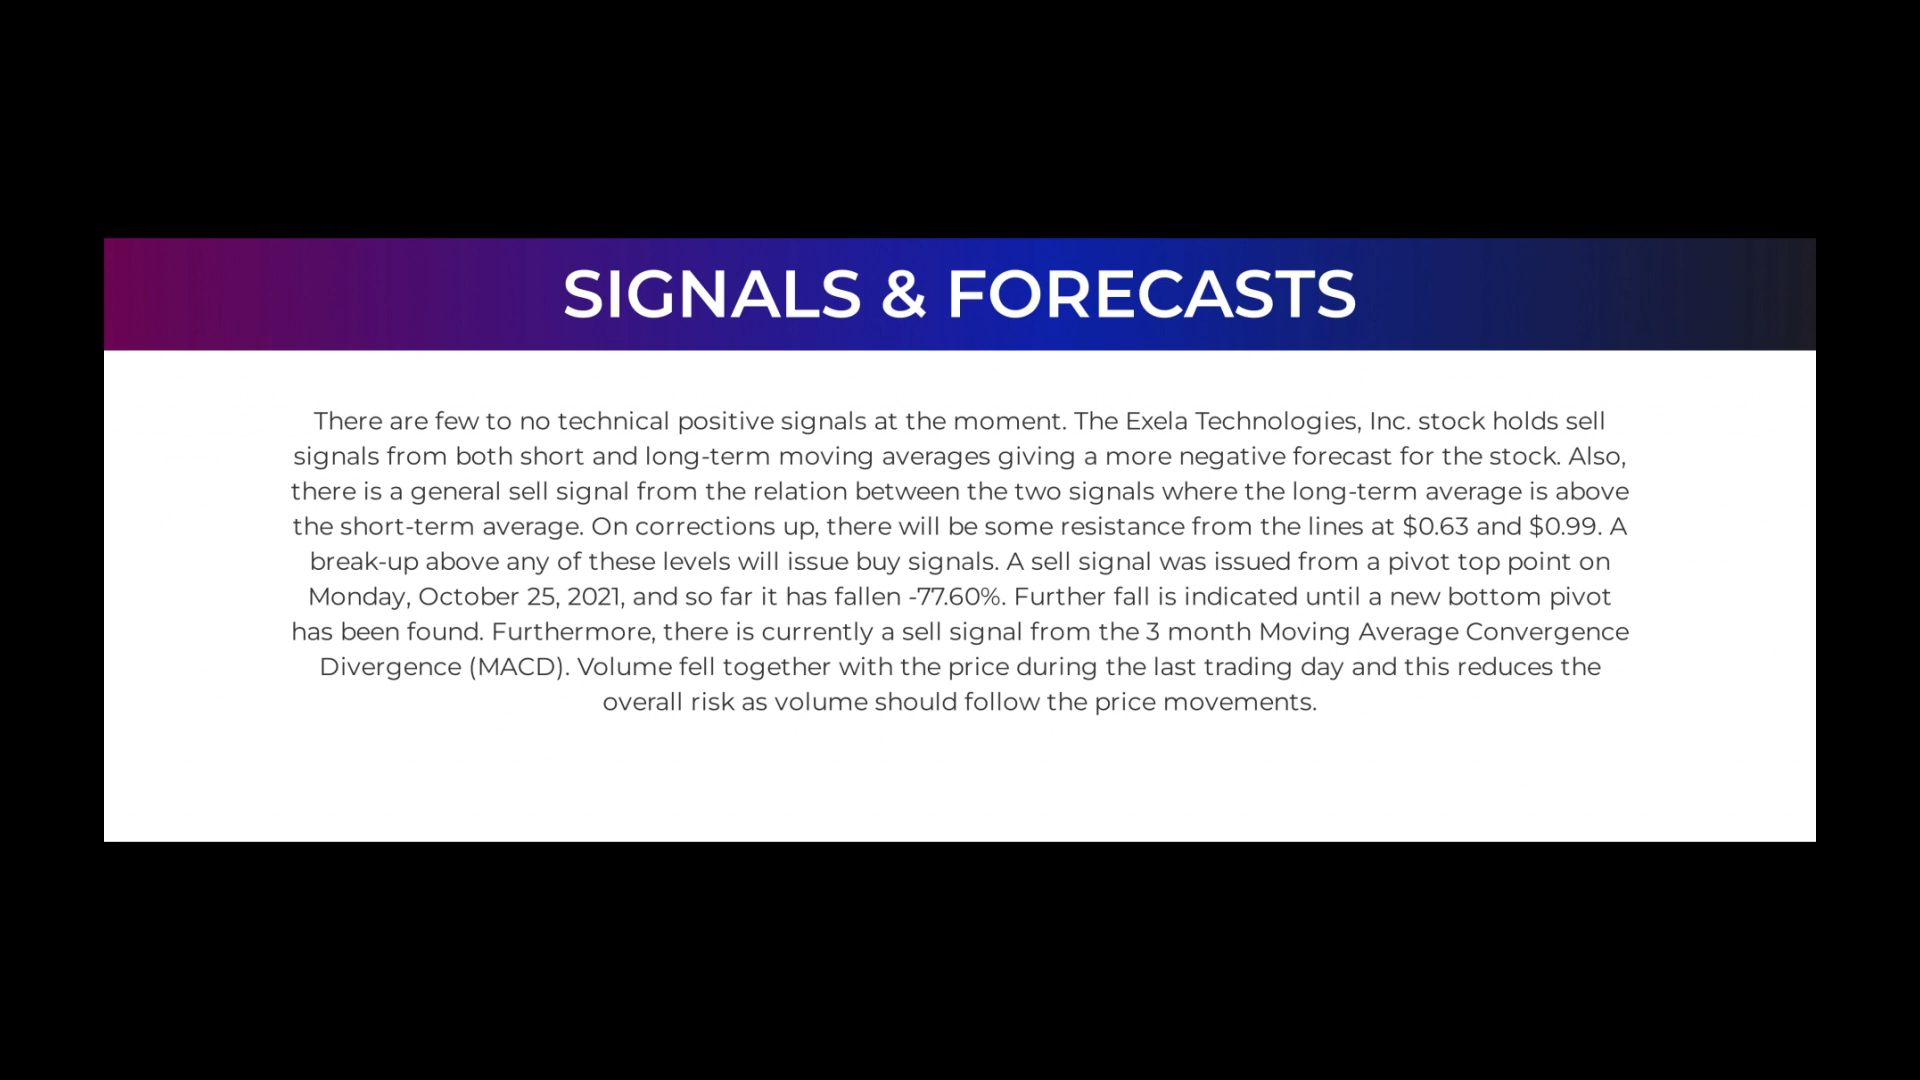 SIGNALS & FORECASTS
There are few to no technical positive signals at the moment. The Exela Technologies, Inc. stock holds sell
signals from both short and long-term moving averages giving a more negative forecast for the stock. Also,
there is a general sell signal from the relation between the two signals where the long-term average is above
the short-term average. On corrections up, there will be some resistance from the lines at $0.63 and $0.99. A
break-up above any of these levels will issue buy signals. A sell signal was issued from a pivot top point on
Monday, October 25, 2021, and so far it has fallen -77.60%. Further fall is indicated until a new bottom pivot
has been found. Furthermore, there is currently a sell signal from the 3 month Moving Average Convergence
Divergence (MACD). Volume fell together with the price during the last trading day and this reduces the
overall risk as volume should follow the price movements.